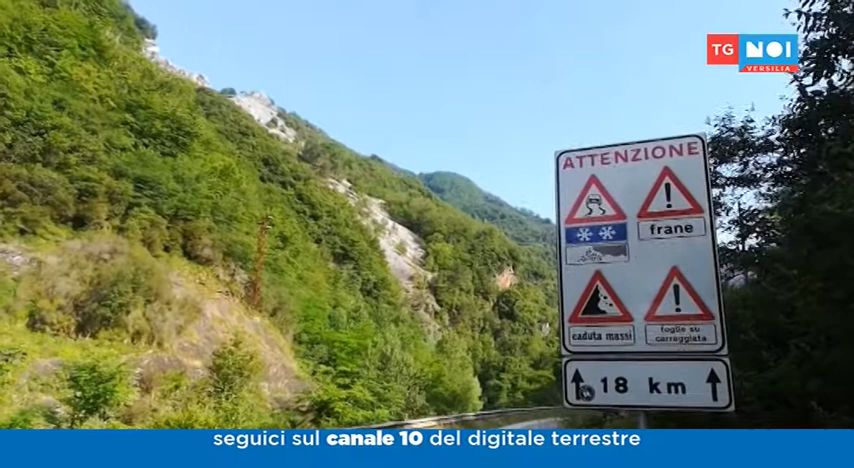 TG NOI
VERSILIA
ATTENZIONE
frane
caduta massi
foglie su
carreggiata
18 km
seguici sul canale 10 del digitale terrestre